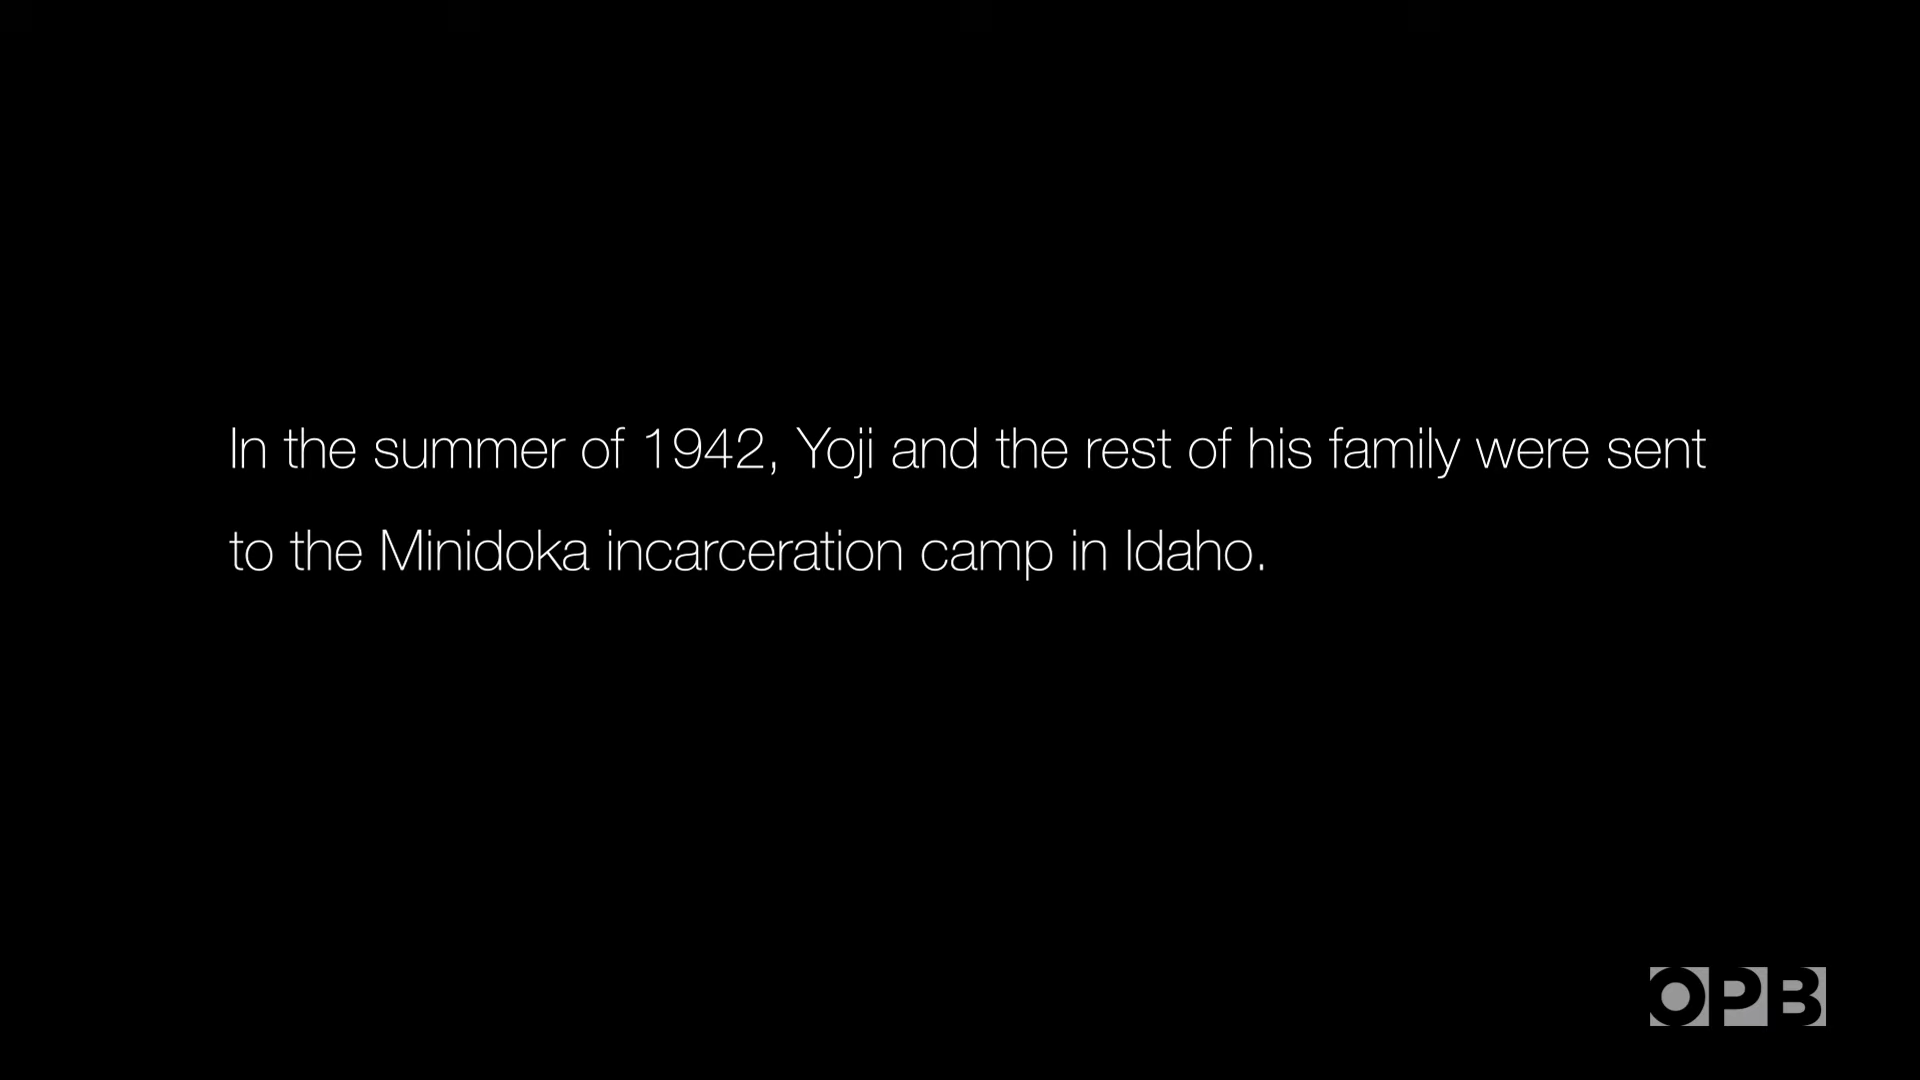 In the summer of 1942, Yoji and the rest of his family were sent
to the Minidoka incarceration camp in Idaho.
OPB